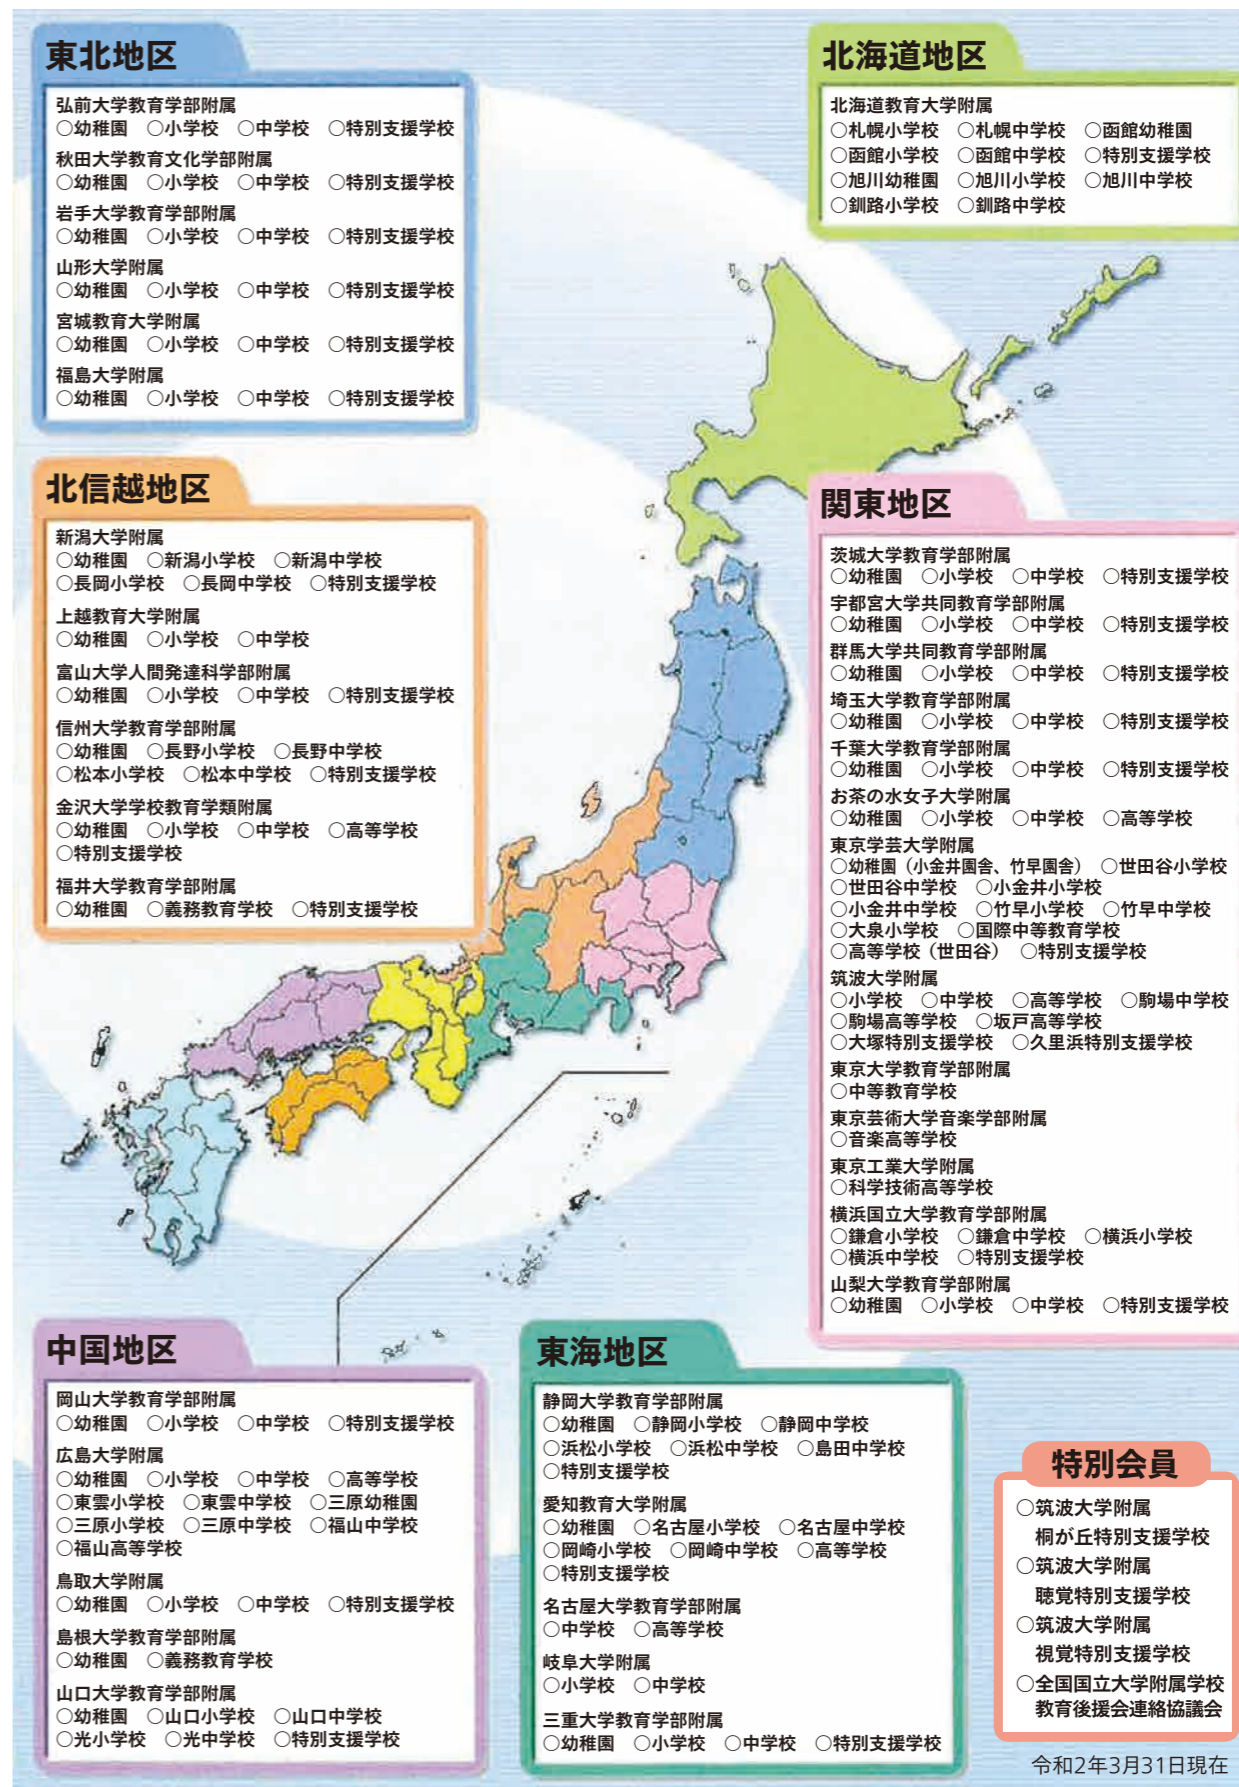 東北地区
弘前大学教育学部附属
○幼稚園 ○小学校 ○中学校 ○特別支援学校
秋田大学教育文化学部附属
○幼稚園 ○小学校 ○中学校 ○特別支援学校
岩手大学教育学部附属
○幼稚園 ○小学校 ○中学校 ○特別支援学校
山形大学附属
○幼稚園 ○小学校 ○中学校 ○特別支援学校
宮城教育大学附属
○幼稚園 ○小学校 ○中学校 ○特別支援学校
福島大学附属
○幼稚園 ○小学校 ○中学校 ○特別支援学校
北海道地区
北海道教育大学附属
○札幌小学校 ○札幌中学校 ○函館幼稚園
○函館小学校 ○函館中学校 ○特別支援学校
○旭川幼稚園 ○旭川小学校 ○旭川中学校
○釧路小学校 ○釧路中学校
北信越地区
新潟大学附属
○幼稚園 ○新潟小学校 ○新潟中学校
○長岡小学校 ○長岡中学校 ○特別支援学校
上越教育大学附属
○幼稚園 ○小学校 ○中学校
富山大学人間発達科学部附属
○幼稚園 ○小学校 ○中学校 ○特別支援学校
信州大学教育学部附属
○幼稚園 ○長野小学校 ○長野中学校
○松本小学校 ○松本中学校 ○特別支援学校
金沢大学学校教育学類附属
○幼稚園 ○小学校 ○中学校 ○高等学校
○特別支援学校
福井大学教育学部附属
○幼稚園 ○義務教育学校 ○特別支援学校
関東地区
茨城大学教育学部附属
○幼稚園 ○小学校 ○中学校 ○特別支援学校
宇都宮大学共同教育学部附属
○幼稚園 ○小学校 ○中学校 ○特別支援学校
群馬大学共同教育学部附属
○幼稚園 ○小学校 ○中学校 ○特別支援学校
埼玉大学教育学部附属
○幼稚園 ○小学校 ○中学校 ○特別支援学校
千葉大学教育学部附属
○幼稚園 ○小学校 ○中学校 ○特別支援学校
お茶の水女子大学附属
○幼稚園 ○小学校 ○中学校 ○高等学校
東京学芸大学附属
○幼稚園（小金井園舎、竹早園舎） ○世田谷小学校
○世田谷中学校 ○小金井小学校
○小金井中学校 ○竹早小学校 ○竹早中学校
○大泉小学校 ○国際中等教育学校
○高等学校（世田谷） ○特別支援学校
筑波大学附属
○小学校 ○中学校 ○高等学校 ○駒場中学校
○駒場高等学校 ○坂戸高等学校
○大塚特別支援学校 ○久里浜特別支援学校
東京大学教育学部附属
○中等教育学校
東京芸術大学音楽学部附属
○音楽高等学校
東京工業大学附属
○科学技術高等学校
横浜国立大学教育学部附属
○鎌倉小学校 ○鎌倉中学校 ○横浜小学校
○横浜中学校 ○特別支援学校
山梨大学教育学部附属
○幼稚園 ○小学校 ○中学校 ○特別支援学校
中国地区
岡山大学教育学部附属
○幼稚園 ○小学校 ○中学校 ○特別支援学校
広島大学附属
○幼稚園 ○小学校 ○中学校 ○高等学校
○東雲小学校 ○東雲中学校 ○三原幼稚園
○三原小学校 ○三原中学校 ○福山中学校
○福山高等学校
鳥取大学附属
○幼稚園 ○小学校 ○中学校 ○特別支援学校
島根大学教育学部附属
○幼稚園 ○義務教育学校
山口大学教育学部附属
○幼稚園 ○山口小学校 ○山口中学校
○光小学校 ○光中学校 ○特別支援学校
東海地区
静岡大学教育学部附属
○幼稚園 ○静岡小学校 ○静岡中学校
○浜松小学校 ○浜松中学校 ○島田中学校
○特別支援学校
愛知教育大学附属
○幼稚園 ○名古屋小学校 ○名古屋中学校
○岡崎小学校 ○岡崎中学校 ○高等学校
○特別支援学校
名古屋大学教育学部附属
○中学校 ○高等学校
岐阜大学附属
○小学校 ○中学校
三重大学教育学部附属
○幼稚園 ○小学校 ○中学校 ○特別支援学校
特別会員
○筑波大学附属
桐が丘特別支援学校
○筑波大学附属
聴覚特別支援学校
○筑波大学附属
視覚特別支援学校
○全国国立大学附属学校
教育後援会連絡協議会
令和2年3月31日現在